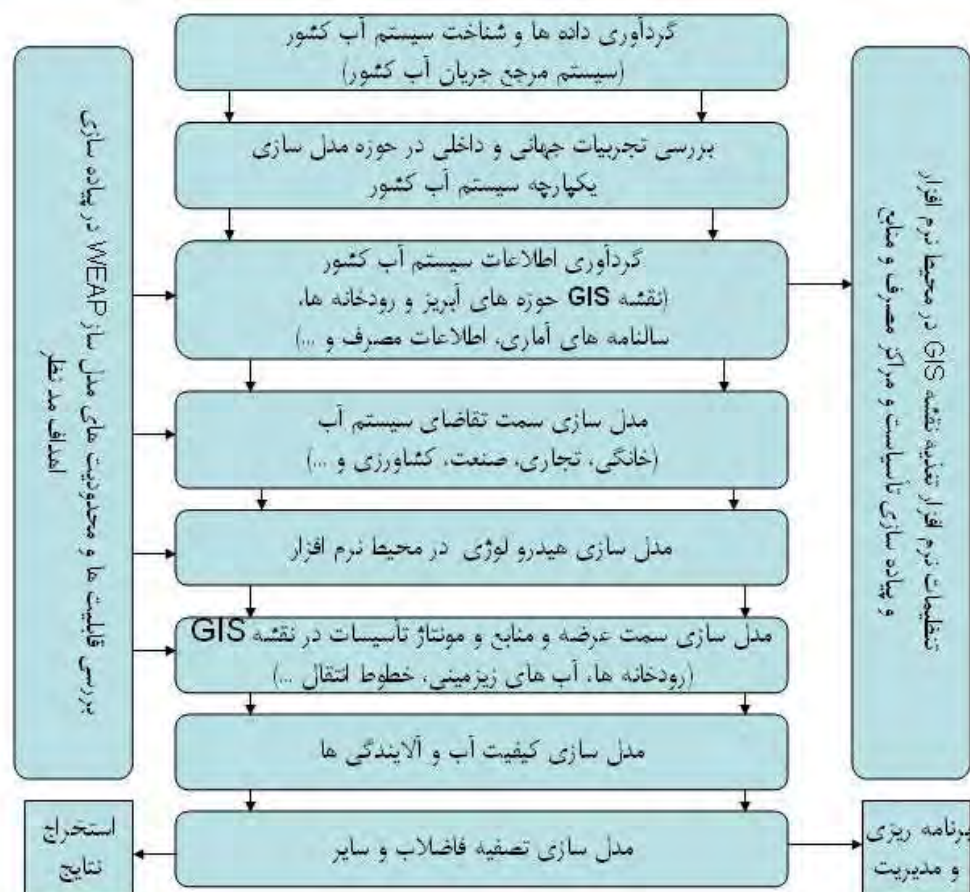 گردآوری داده ها و شناخت سیستم آب کشور
(سیستم مرجع جریان آب کشور)
بررسی تجربیات جهانی و داخلی در حوزه مدل سازی
یکپارچه سیستم آب کشور
گردآوری اطلاعات سیستم آب کشور
(نقشه GIS حوزه های آبریز و رودخانه ها،
سالنامه های آماری، اطلاعات مصرف و ...)
مدل سازی سمت تقاضای سیستم آب
(خانگی، تجاری، صنعت، کشاورزی و ...)
مدل سازی هیدرو لوژی در محیط نرم افزار
مدل سازی سمت عرضه و منابع و مونتاژ تأسیسات در نقشه GIS
(رودخانه ها، آب های زیزمینی، خطوط انتقال ...)
مدل سازی کیفیت آب و آلایندگی ها
مدل سازی تصفیه فاضلاب و سایر
تنظیمات نرم افزار تغذیه نقشه GIS در محیط نرم افزار
و پیاده سازی تأسیاست و مراکز مصرف و منابع
بررسی قابلیت ها و محدودیت های مدل ساز WEAP در پیاده سازی
اهداف مد نظر
برنامه ریزی
و مدیریت
استخراج
نتایج